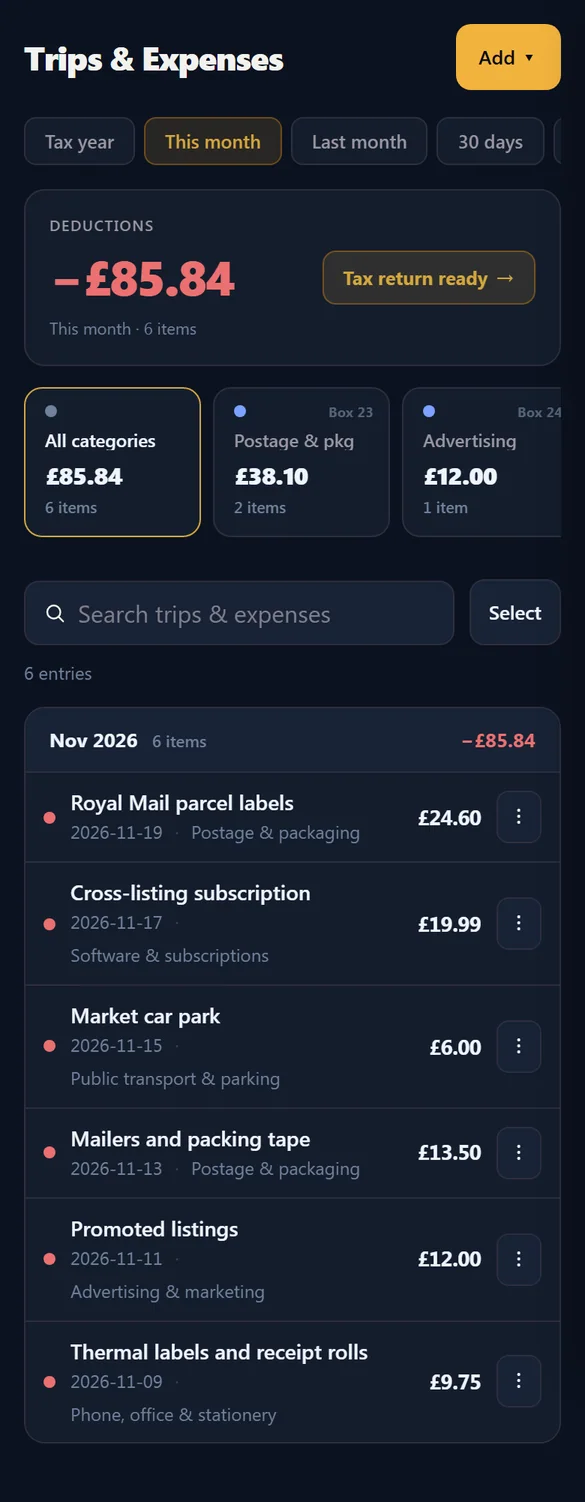 Trips & Expenses
Add ▼
Tax year
This month
Last month
30 days
DEDUCTIONS
−£85.84
Tax return ready →
This month · 6 items
All categories
£85.84
6 items
Box 23
Postage & pkg
£38.10
2 items
Box 24
Advertising
£12.00
1 item
Search trips & expenses
Select
6 entries
Nov 2026 6 items −£85.84
Royal Mail parcel labels
2026-11-19 · Postage & packaging
£24.60
Cross-listing subscription
2026-11-17 ·
Software & subscriptions
£19.99
Market car park
2026-11-15 ·
Public transport & parking
£6.00
Mailers and packing tape
2026-11-13 · Postage & packaging
£13.50
Promoted listings
2026-11-11 ·
Advertising & marketing
£12.00
Thermal labels and receipt rolls
2026-11-09 ·
Phone, office & stationery
£9.75